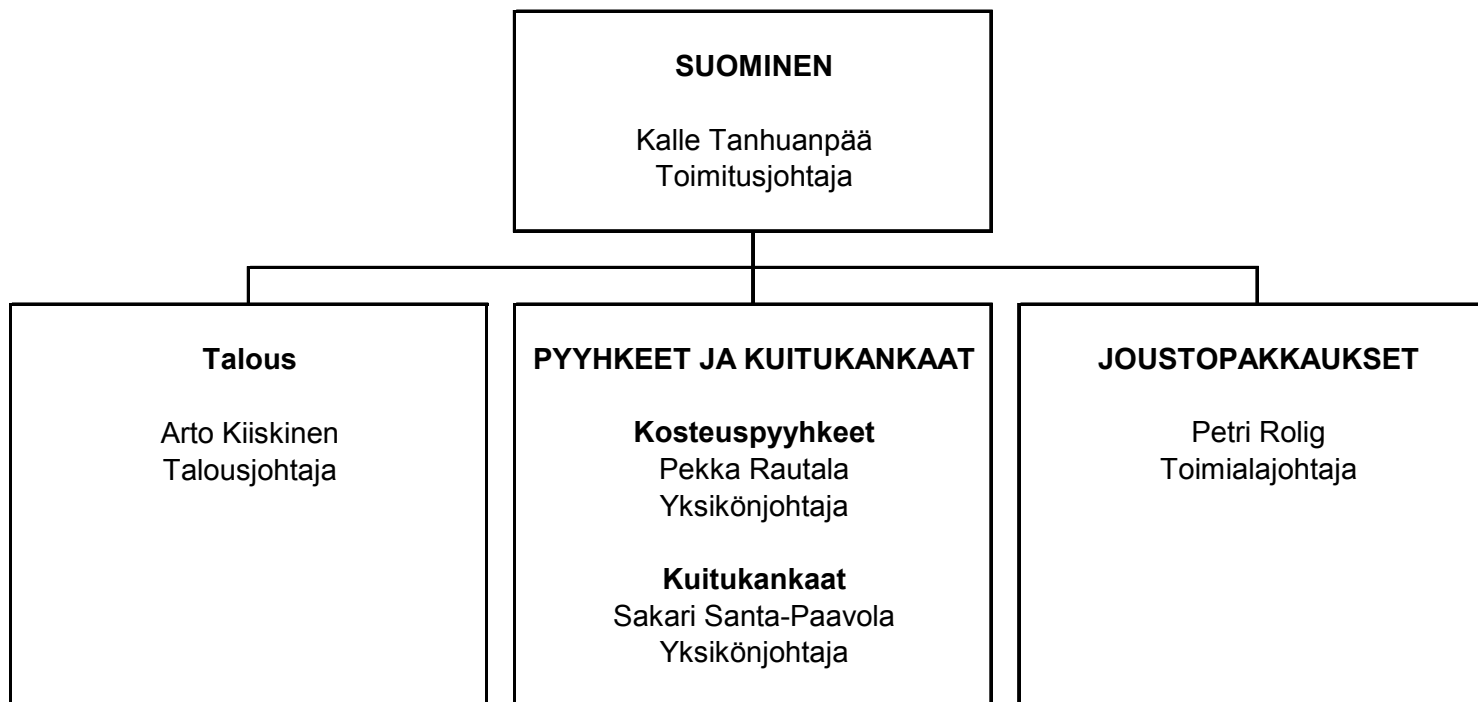 SUOMINEN
Kalle Tanhuanpää
Toimitusjohtaja
Talous
Arto Kiiskinen
Talousjohtaja
PYYHKEET JA KUITUKANKAAT
Kosteuspyyhkeet
Pekka Rautala
Yksikönjohtaja
Kuitukankaat
Sakari Santa-Paavola
Yksikönjohtaja
JOUSTOPAKKAUKSET
Petri Rolig
Toimialajohtaja